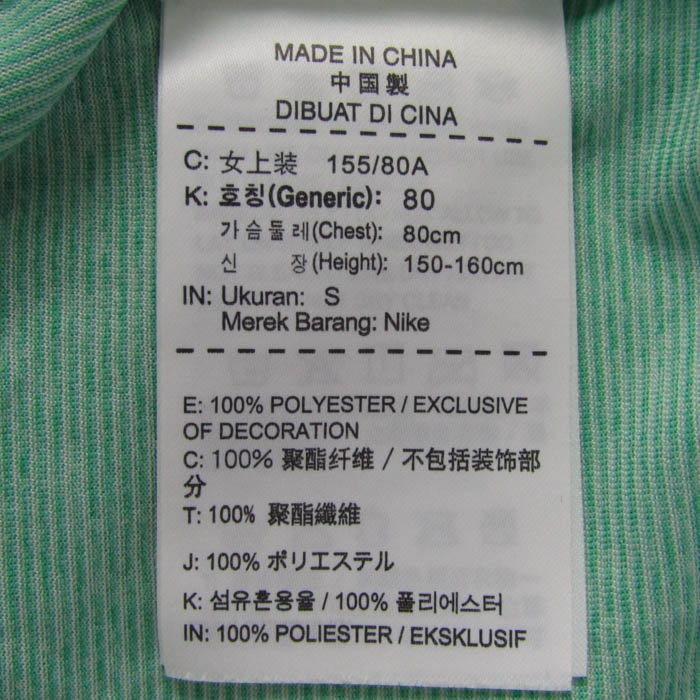 MADE IN CHINA
中国製
DIBUAT DI CINA
C: 女上装 155/80A
K: 호칭(Generic): 80
가슴둘레(Chest): 80cm
신 장(Height): 150-160cm
IN: Ukuran: S
Merek Barang: Nike
E: 100% POLYESTER / EXCLUSIVE
OF DECORATION
C: 100% 聚酯纤维 / 不包括装饰部
分
T: 100% 聚酯纖維
J: 100% ポリエステル
K: 섬유혼용율 / 100% 폴리에스터
IN: 100% POLIESTER / EKSKLUSIF